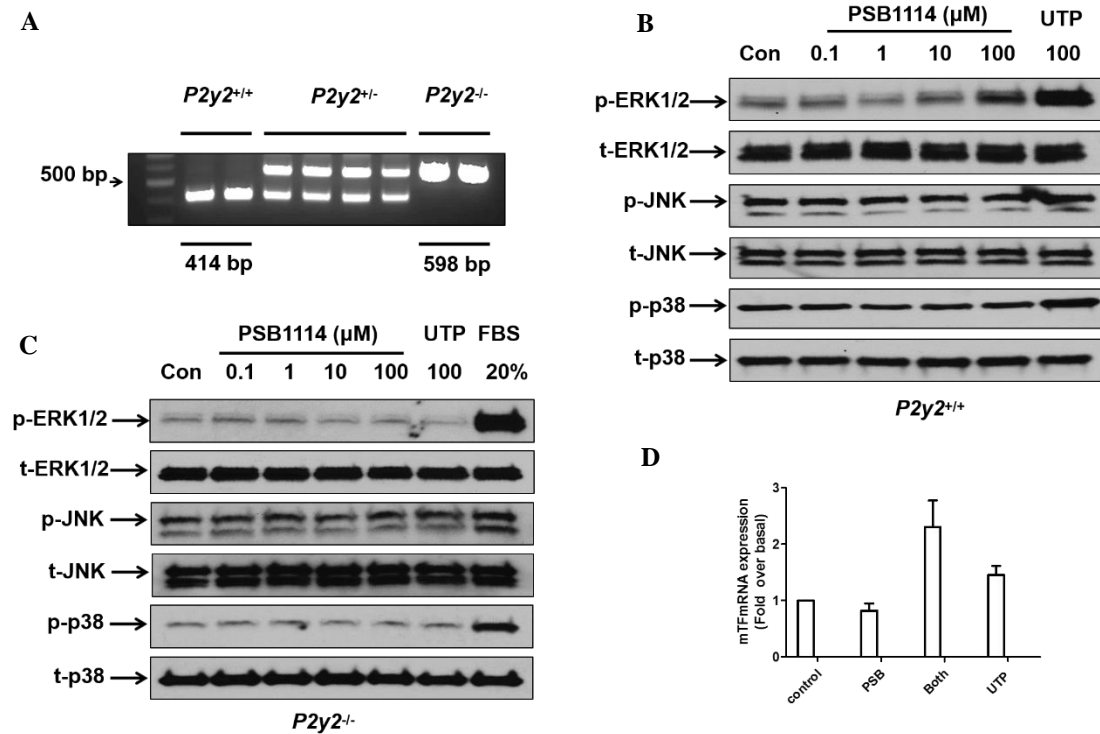 A
P2y2+/+ P2y2+/- P2y2-/-
500 bp
414 bp 598 bp
B
PSB1114 (μM) UTP
Con 0.1 1 10 100 100
p-ERK1/2
t-ERK1/2
p-JNK
t-JNK
p-p38
t-p38
P2y2+/+
C
PSB1114 (μM) UTP FBS
Con 0.1 1 10 100 100 20%
p-ERK1/2
t-ERK1/2
p-JNK
t-JNK
p-p38
t-p38
P2y2-/-
D
mTFmRNA expression
(Fold over basal)
3
2
1
0
control PSB Both UTP